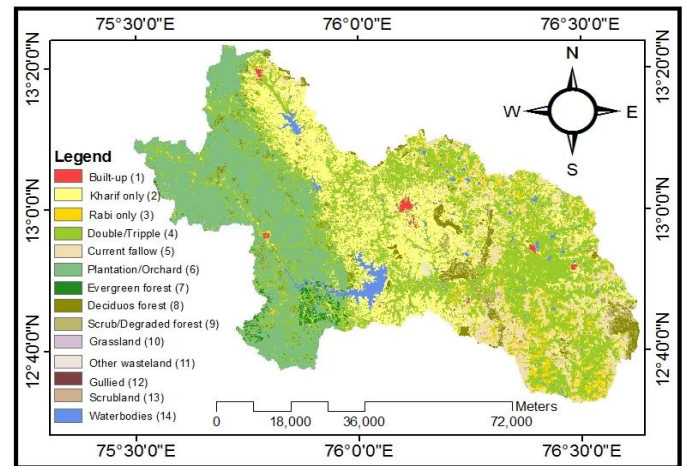 75°30'0"E 76°0'0"E 76°30'0"E
13°20'0"N
13°0'0"N
12°40'0"N
N
W E
S
13°20'0"N
13°0'0"N
12°40'0"N
Legend
Built-up (1)
Kharif only (2)
Rabi only (3)
Double/Tripple (4)
Current fallow (5)
Plantation/Orchard (6)
Evergreen forest (7)
Deciduos forest (8)
Scrub/Degraded forest (9)
Grassland (10)
Other wasteland (11)
Gullied (12)
Scrubland (13)
Waterbodies (14)
Meters
0 18,000 36,000 72,000
75°30'0"E 76°0'0"E 76°30'0"E